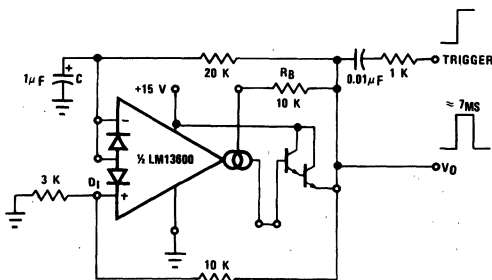 1μF
+
C
20 K
0.01μF
1 K
TRIGGER
+15 V
RB
10 K
≈ 7MS
−
½ LM13600
3 K
D1
+
VO
10 K